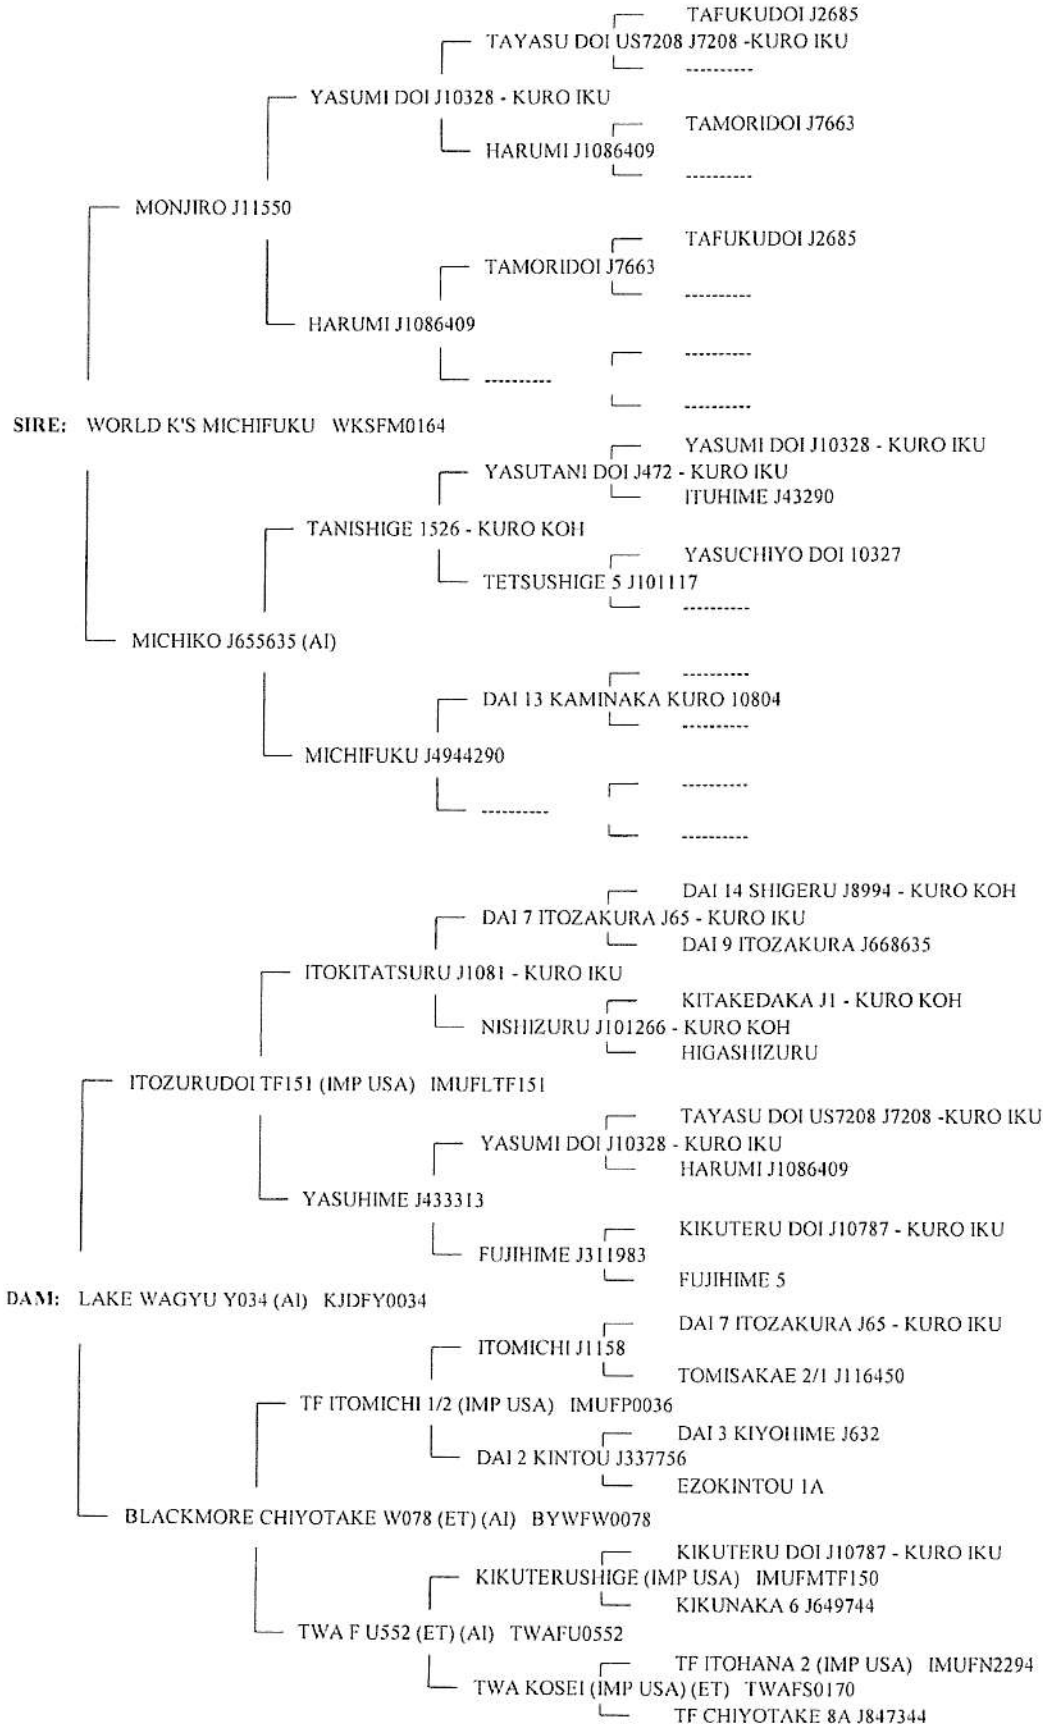 TAFUKUDOI J2685
TAYASU DOI US7208 J7208 -KURO IKU
----------
YASUMI DOI J10328 - KURO IKU
TAMORIDOI J7663
HARUMI J1086409
----------
MONJIRO J11550
TAFUKUDOI J2685
TAMORIDOI J7663
----------
HARUMI J1086409
----------
----------
----------
SIRE: WORLD K'S MICHIFUKU WKSFM0164
YASUMI DOI J10328 - KURO IKU
YASUTANI DOI J472 - KURO IKU
ITUHIME J43290
TANISHIGE 1526 - KURO KOH
YASUCHIYO DOI 10327
TETSUSHIGE 5 J101117
----------
MICHIKO J655635 (AI)
----------
DAI 13 KAMINAKA KURO 10804
----------
MICHIFUKU J4944290
----------
----------
----------
DAI 14 SHIGERU J8994 - KURO KOH
DAI 7 ITOZAKURA J65 - KURO IKU
DAI 9 ITOZAKURA J668635
ITOKITATSURU J1081 - KURO IKU
KITAKEDAKA J1 - KURO KOH
NISHIZURU J101266 - KURO KOH
HIGASHIZURU
ITOZURUDOI TF151 (IMP USA) IMUFLTF151
TAYASU DOI US7208 J7208 -KURO IKU
YASUMI DOI J10328 - KURO IKU
HARUMI J1086409
YASUHIME J433313
KIKUTERU DOI J10787 - KURO IKU
FUJIHIME J311983
FUJIHIME 5
DAM: LAKE WAGYU Y034 (AI) KJDFY0034
DAI 7 ITOZAKURA J65 - KURO IKU
ITOMICHI J1158
TOMISAKAE 2/1 J116450
TF ITOMICHI 1/2 (IMP USA) IMUFP0036
DAI 3 KIYOHIME J632
DAI 2 KINTOU J337756
EZOKINTOU 1A
BLACKMORE CHIYOTAKE W078 (ET) (AI) BYWFW0078
KIKUTERU DOI J10787 - KURO IKU
KIKUTERUSHIGE (IMP USA) IMUFMTF150
KIKUNAKA 6 J649744
TWA F U552 (ET) (AI) TWAFU0552
TF ITOHANA 2 (IMP USA) IMUFN2294
TWA KOSEI (IMP USA) (ET) TWAFS0170
TF CHIYOTAKE 8A J847344